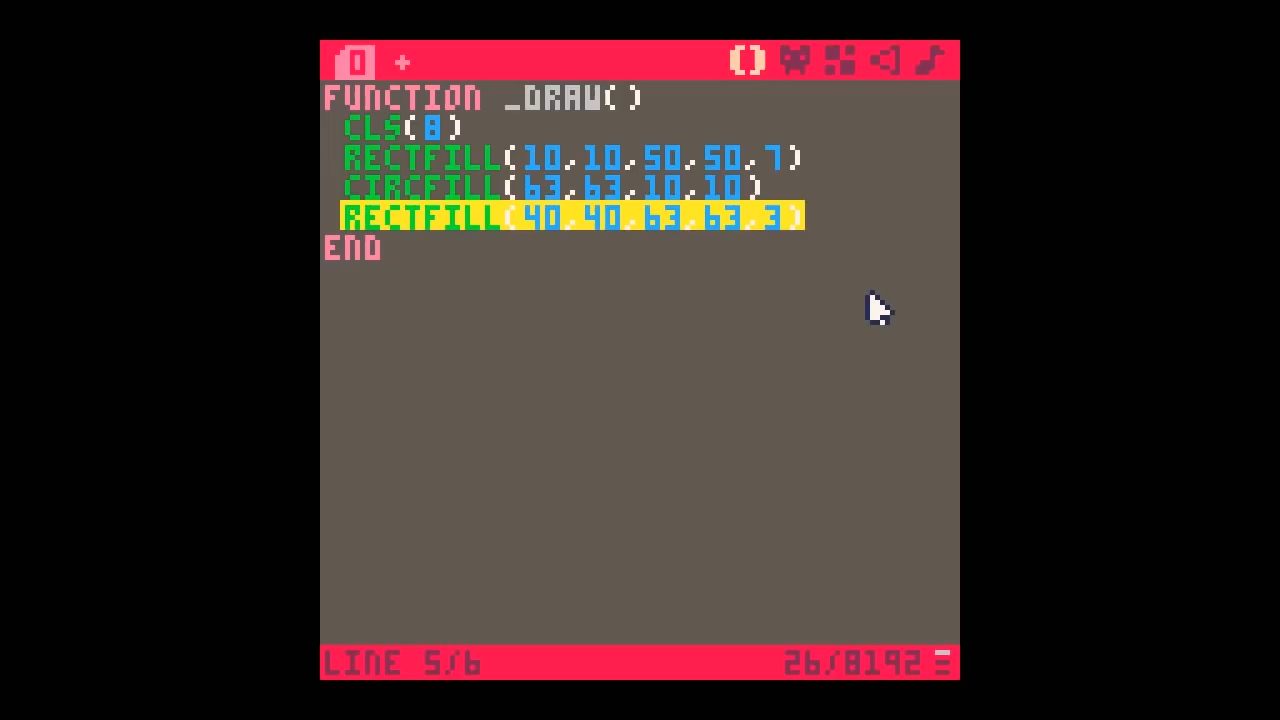 0 +
FUNCTION _DRAW()
CLS(8)
RECTFILL(10,10,50,50,7)
CIRCFILL(63,63,10,10)
RECTFILL(40,40,63,63,3)
END
LINE 5/6 26/8192